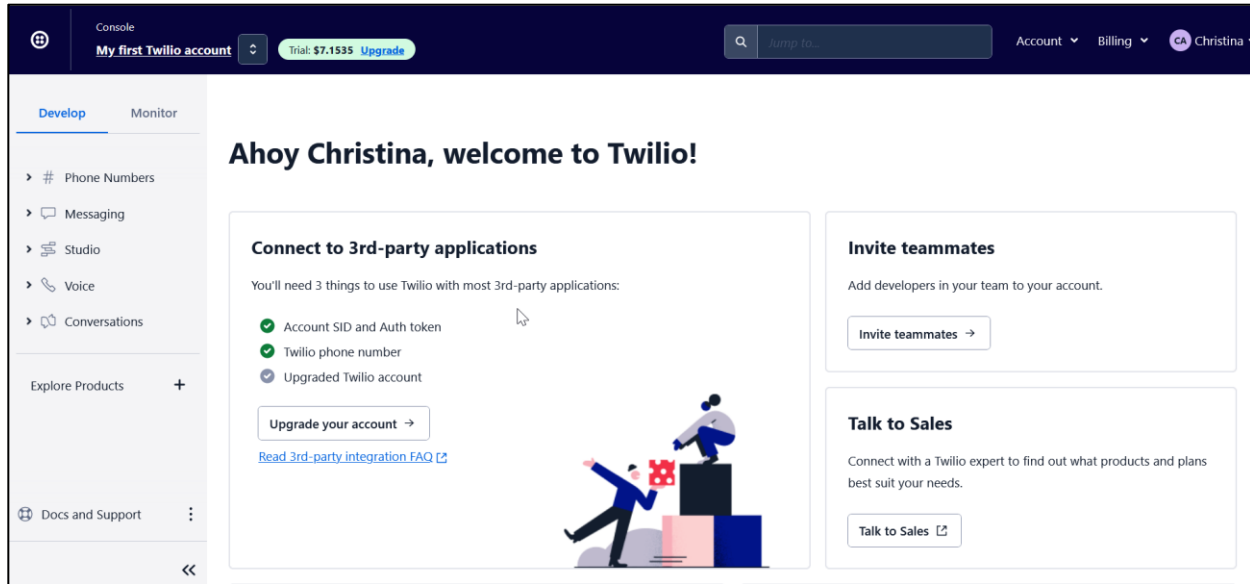 Console
My first Twilio account
Trial: $7.1535 Upgrade
Jump to...
Account
Billing
CA Christina
Develop
Monitor
Phone Numbers
Messaging
Studio
Voice
Conversations
Explore Products +
Docs and Support
Ahoy Christina, welcome to Twilio!
Connect to 3rd-party applications
You'll need 3 things to use Twilio with most 3rd-party applications:
Account SID and Auth token
Twilio phone number
Upgraded Twilio account
Upgrade your account →
Read 3rd-party integration FAQ
Invite teammates
Add developers in your team to your account.
Invite teammates →
Talk to Sales
Connect with a Twilio expert to find out what products and plans
best suit your needs.
Talk to Sales